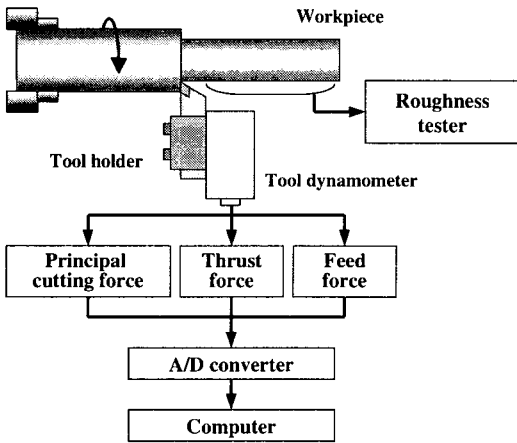 Workpiece
Roughness
tester
Tool holder
Tool dynamometer
Principal
cutting force
Thrust
force
Feed
force
A/D converter
Computer